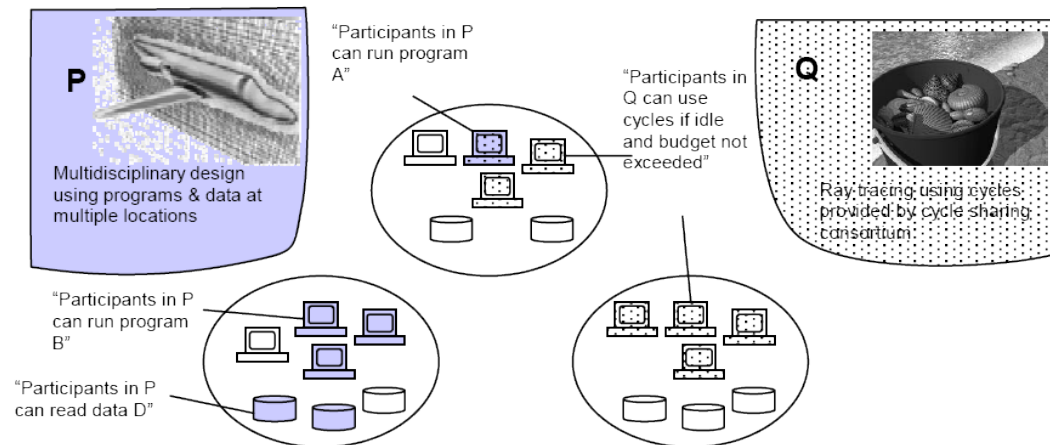 P
Multidisciplinary design
using programs & data at
multiple locations
“Participants in P
can run program
A”
“Participants in
Q can use
cycles if idle
and budget not
exceeded”
Q
Ray tracing using cycles
provided by cycle sharing
consortium
“Participants in P
can run program
B”
“Participants in P
can read data D”